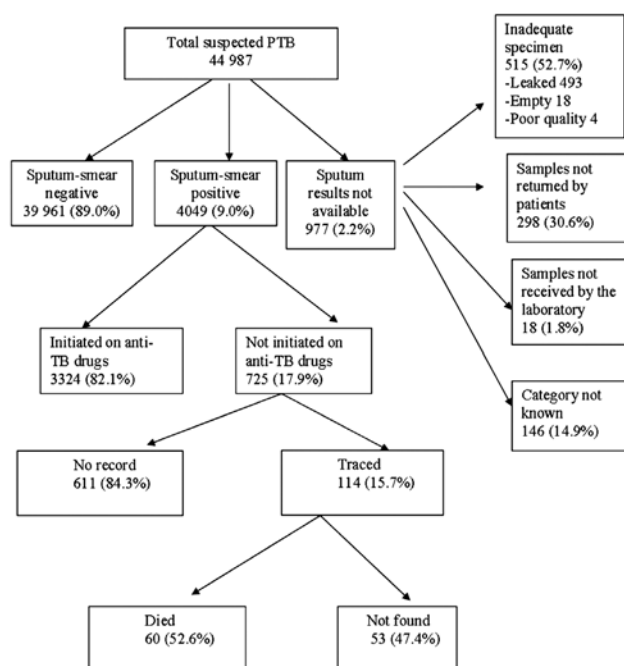 Total suspected PTB
44 987
Inadequate
specimen
515 (52.7%)
-Leaked 493
-Empty 18
-Poor quality 4
Sputum-smear
negative
39 961 (89.0%)
Sputum-smear
positive
4049 (9.0%)
Sputum
results not
available
977 (2.2%)
Samples not
returned by
patients
298 (30.6%)
Samples not
received by the
laboratory
18 (1.8%)
Initiated on anti-
TB drugs
3324 (82.1%)
Not initiated on
anti-TB drugs
725 (17.9%)
Category not
known
146 (14.9%)
No record
611 (84.3%)
Traced
114 (15.7%)
Died
60 (52.6%)
Not found
53 (47.4%)